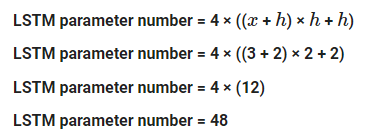 LSTM parameter number = 4 × ((x + h) × h + h)
LSTM parameter number = 4 × ((3 + 2) × 2 + 2)
LSTM parameter number = 4 × (12)
LSTM parameter number = 48